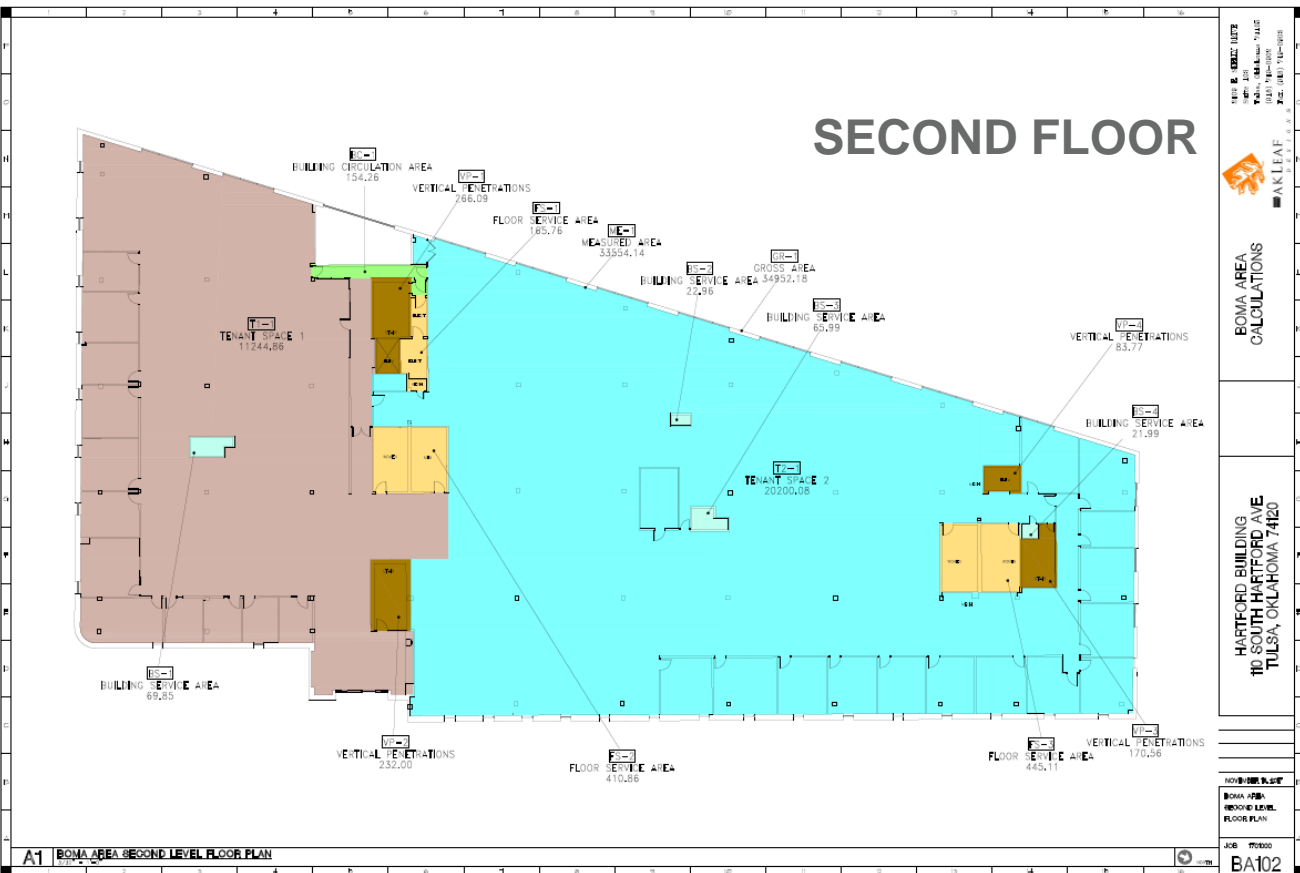 SECOND FLOOR
BC-1
BUILDING CIRCULATION AREA
154.26
VP-1
VERTICAL PENETRATIONS
266.09
FS-1
FLOOR SERVICE AREA
165.76
ME-1
MEASURED AREA
33554.14
BS-2
BUILDING SERVICE AREA
22.96
GR-1
GROSS AREA
34952.18
BS-3
BUILDING SERVICE AREA
65.99
VP-4
VERTICAL PENETRATIONS
83.77
BS-4
BUILDING SERVICE AREA
21.99
T1-1
TENANT SPACE 1
11244.86
T2-1
TENANT SPACE 2
20200.08
BS-1
BUILDING SERVICE AREA
69.85
VP-2
VERTICAL PENETRATIONS
232.00
FS-2
FLOOR SERVICE AREA
410.86
FS-3
FLOOR SERVICE AREA
445.11
VP-3
VERTICAL PENETRATIONS
170.56
A1 BOMA AREA SECOND LEVEL FLOOR PLAN
BOMA AREA
CALCULATIONS
HARTFORD BUILDING
110 SOUTH HARTFORD AVE
TULSA, OKLAHOMA 74120
BOMA AREA
SECOND LEVEL
FLOOR PLAN
JOB
BA102